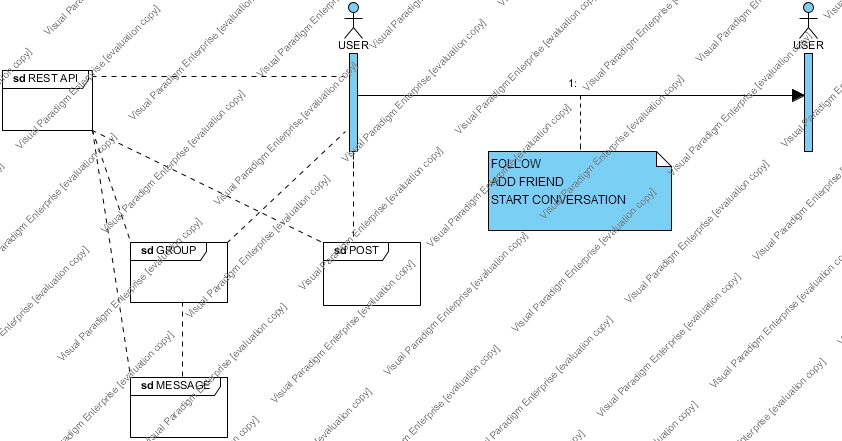 USER
USER
sd REST API
1:
FOLLOW
ADD FRIEND
START CONVERSATION
sd GROUP
sd POST
sd MESSAGE
Visual Paradigm Enterprise [evaluation copy]